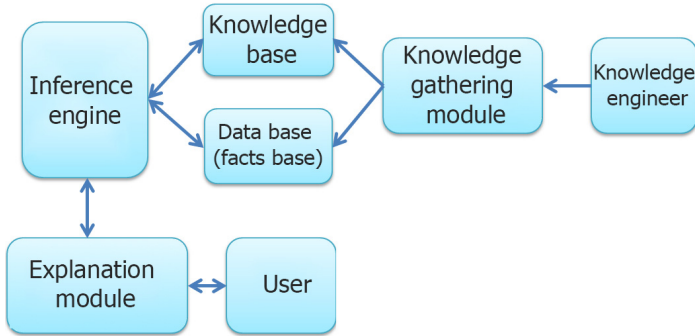 Inference
engine
Knowledge
base
Data base
(facts base)
Knowledge
gathering
module
Knowledge
engineer
Explanation
module
User